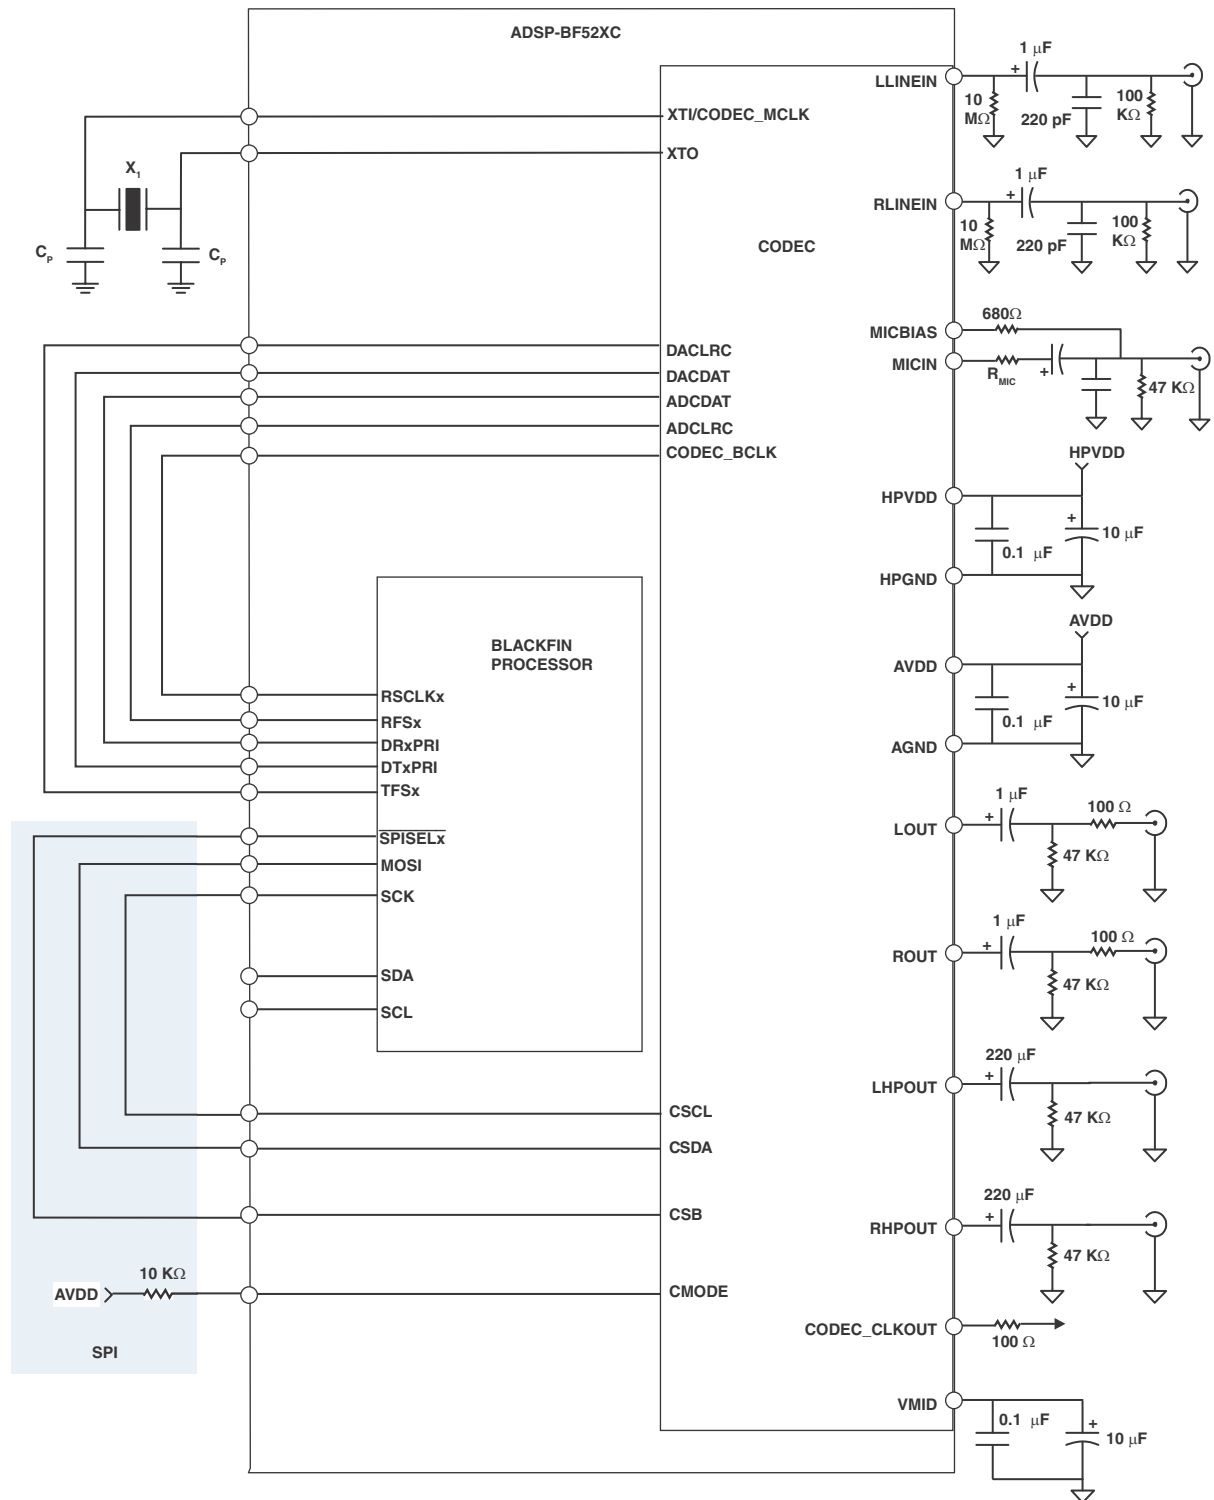 ADSP-BF52XC
1 μF
LLINEIN
+
10
MΩ
220 pF
100
KΩ
XTI/CODEC_MCLK
XTO
X1
CP
CP
1 μF
RLINEIN
+
10
MΩ
220 pF
100
KΩ
CODEC
680Ω
MICBIAS
MICIN
RMIC
+
47 KΩ
DACLRC
DACDAT
ADCDAT
ADCLRC
CODEC_BCLK
HPVDD
HPVDD
+
0.1 μF
10 μF
HPGND
BLACKFIN
PROCESSOR
AVDD
AVDD
+
0.1 μF
10 μF
AGND
RSCLKx
RFSx
DRxPRI
DTxPRI
TFSx
SPISELx
MOSI
SCK
SDA
SCL
1 μF
100 Ω
LOUT
+
47 KΩ
1 μF
100 Ω
ROUT
+
47 KΩ
220 μF
LHPOUT
+
47 KΩ
CSCL
CSDA
CSB
220 μF
RHPOUT
+
47 KΩ
10 KΩ
AVDD
CMODE
SPI
CODEC_CLKOUT
100 Ω
VMID
0.1 μF
+
10 μF